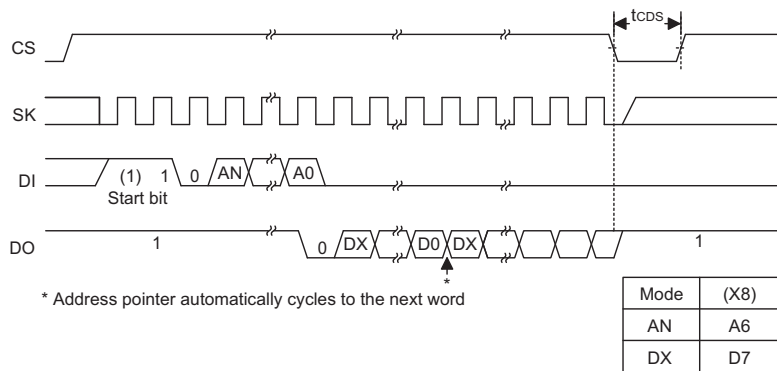 tCDS
CS
SK
DI
(1) 1 0 AN A0
Start bit
DO
1 0 DX D0 DX 1
*
* Address pointer automatically cycles to the next word
Mode (X8)
AN A6
DX D7